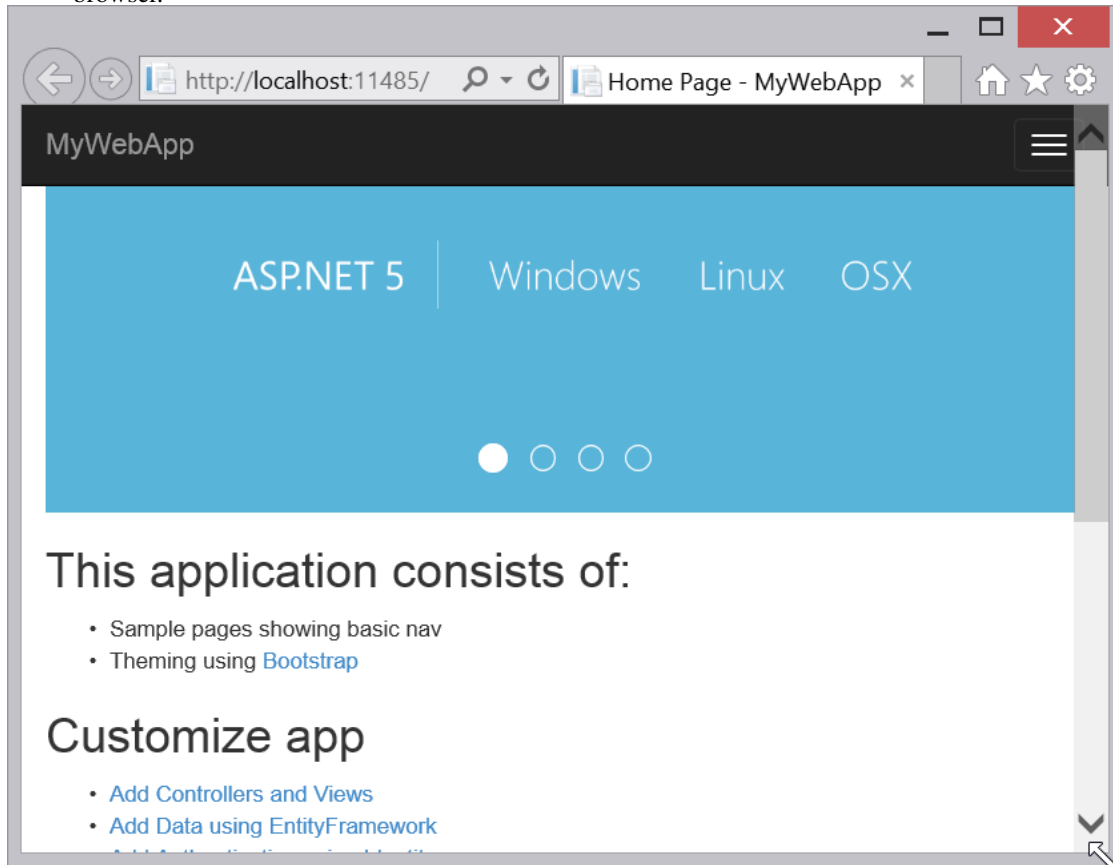 browser.
http://localhost:11485/
Home Page - MyWebApp
MyWebApp
ASP.NET 5 Windows Linux OSX
This application consists of:
• Sample pages showing basic nav
• Theming using Bootstrap
Customize app
• Add Controllers and Views
• Add Data using EntityFramework